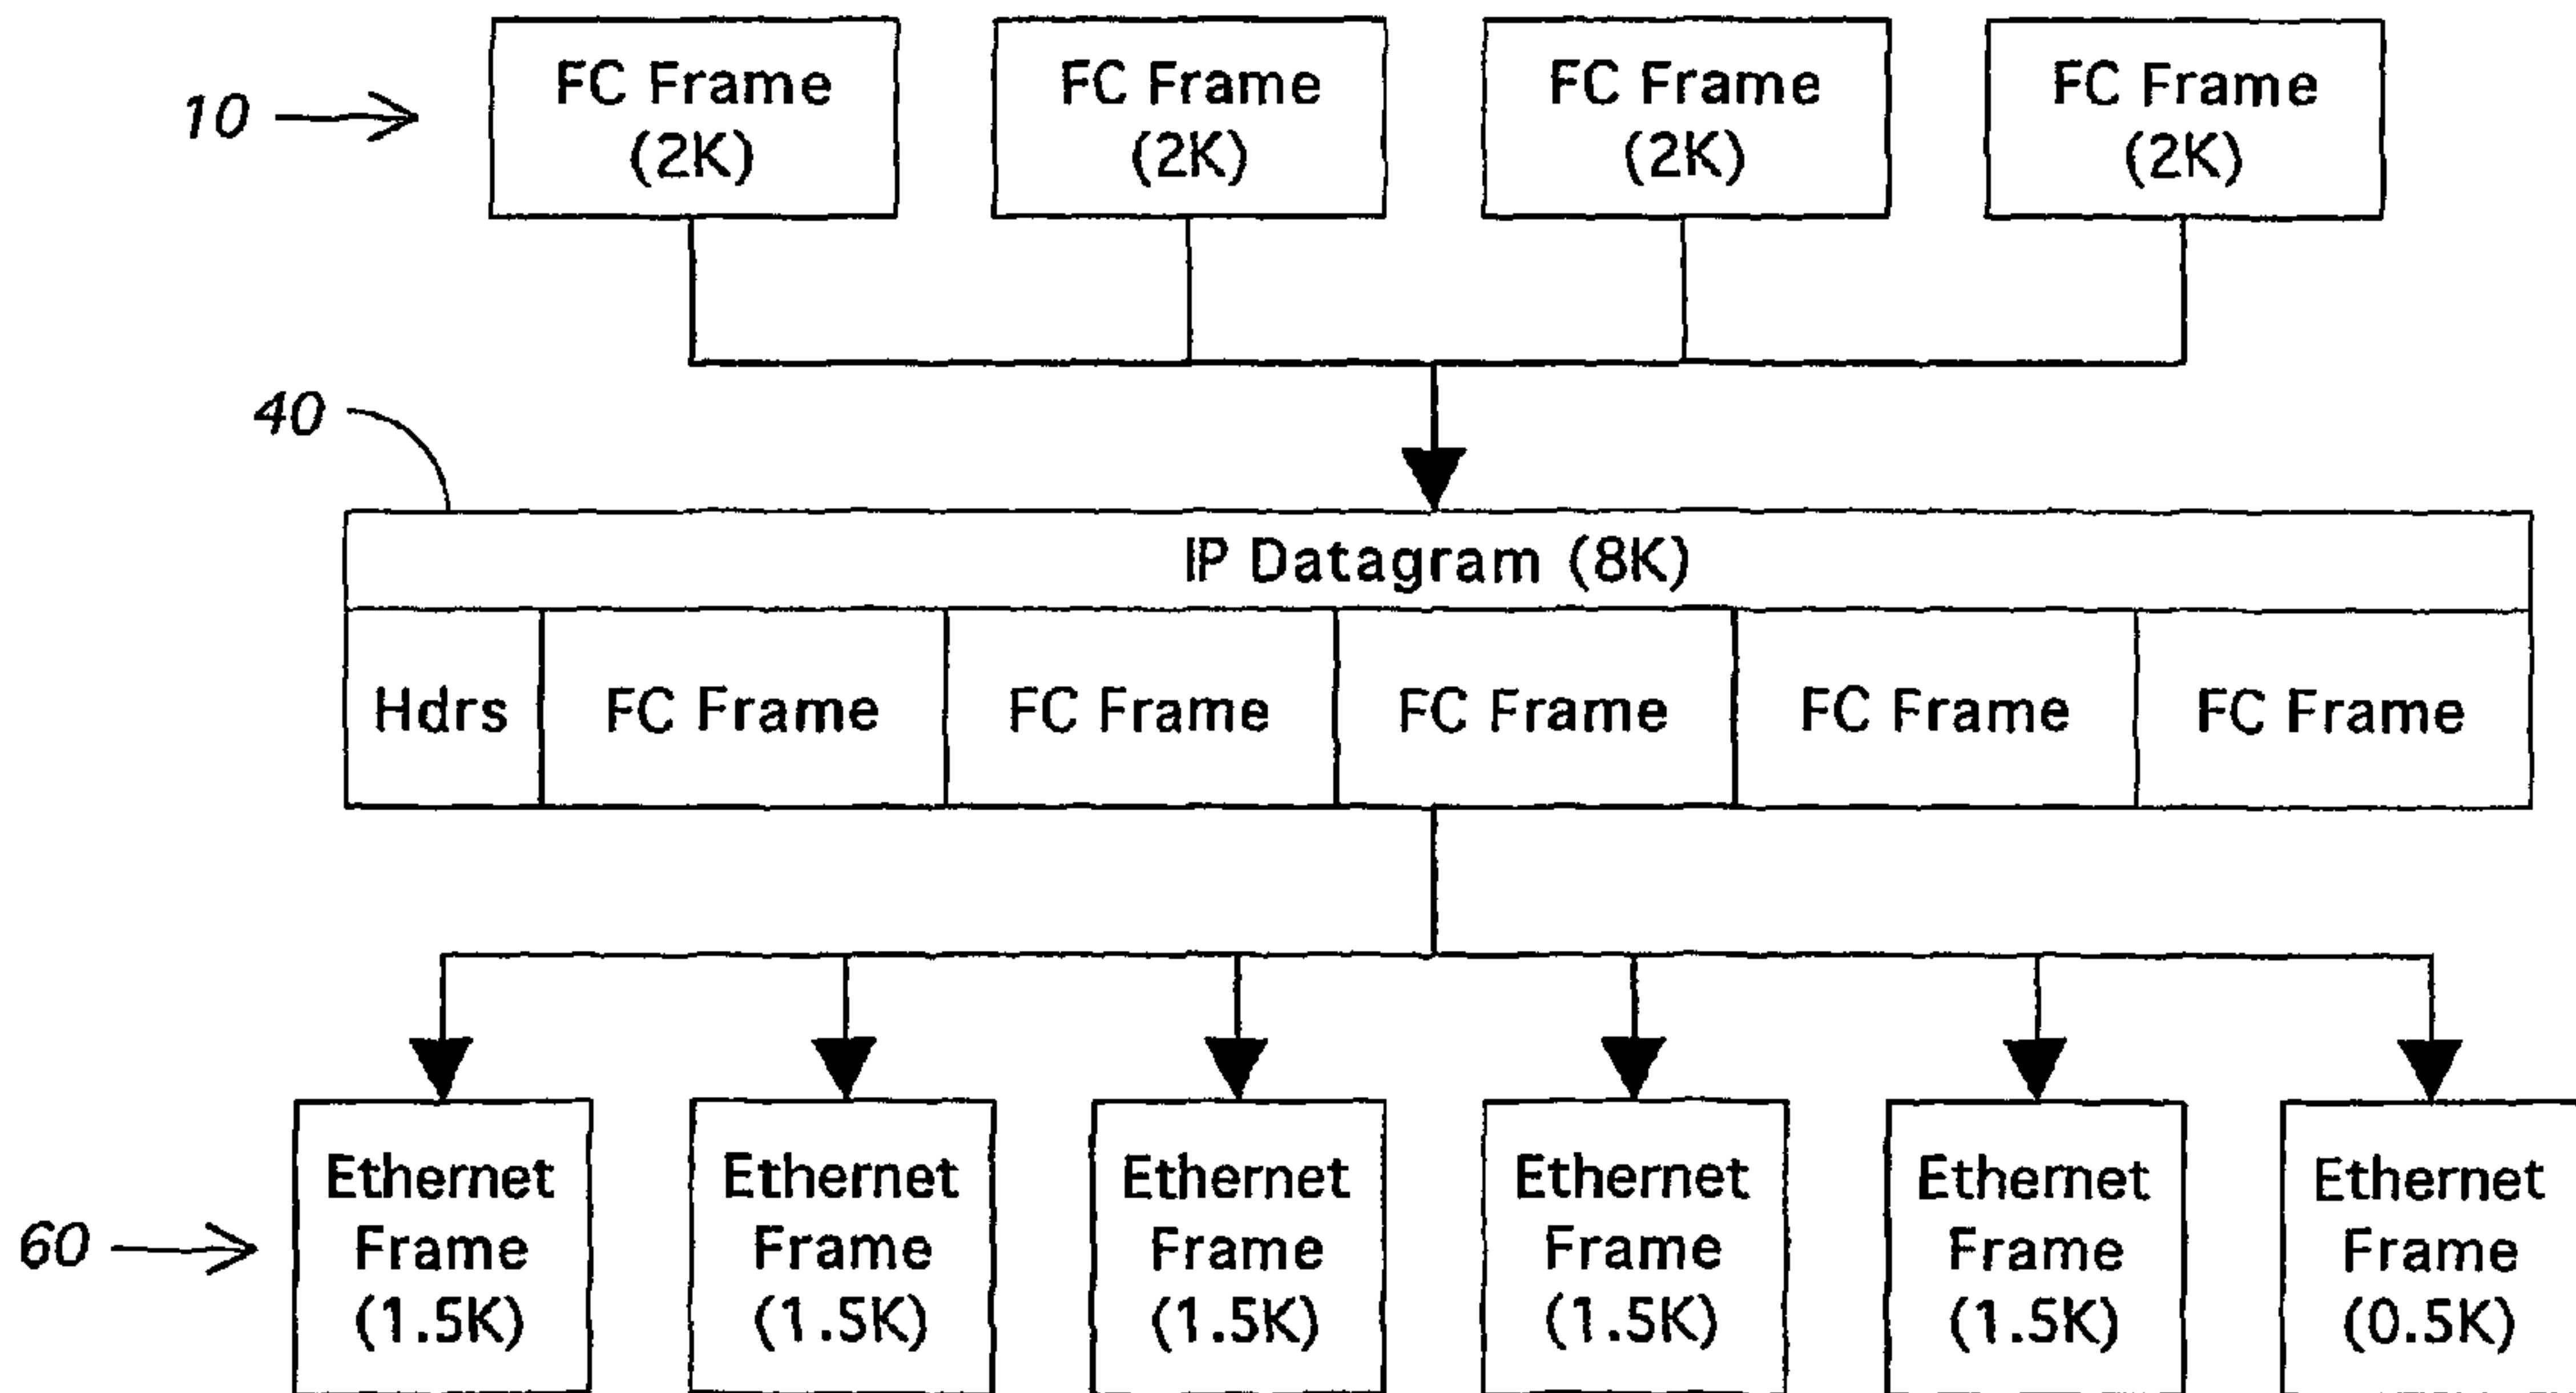 10
FC Frame
(2K)
FC Frame
(2K)
FC Frame
(2K)
FC Frame
(2K)
40
IP Datagram (8K)
Hdrs
FC Frame
FC Frame
FC Frame
FC Frame
FC Frame
60
Ethernet
Frame
(1.5K)
Ethernet
Frame
(1.5K)
Ethernet
Frame
(1.5K)
Ethernet
Frame
(1.5K)
Ethernet
Frame
(1.5K)
Ethernet
Frame
(0.5K)